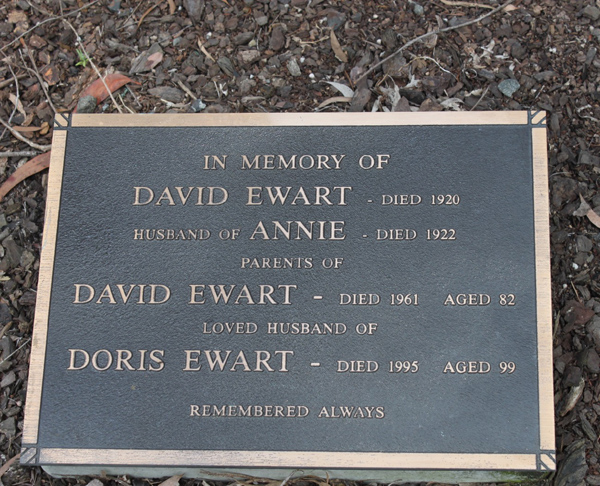 IN MEMORY OF
DAVID EWART - DIED 1920
HUSBAND OF ANNIE - DIED 1922
PARENTS OF
DAVID EWART - DIED 1961 AGED 82
LOVED HUSBAND OF
DORIS EWART - DIED 1995 AGED 99
REMEMBERED ALWAYS